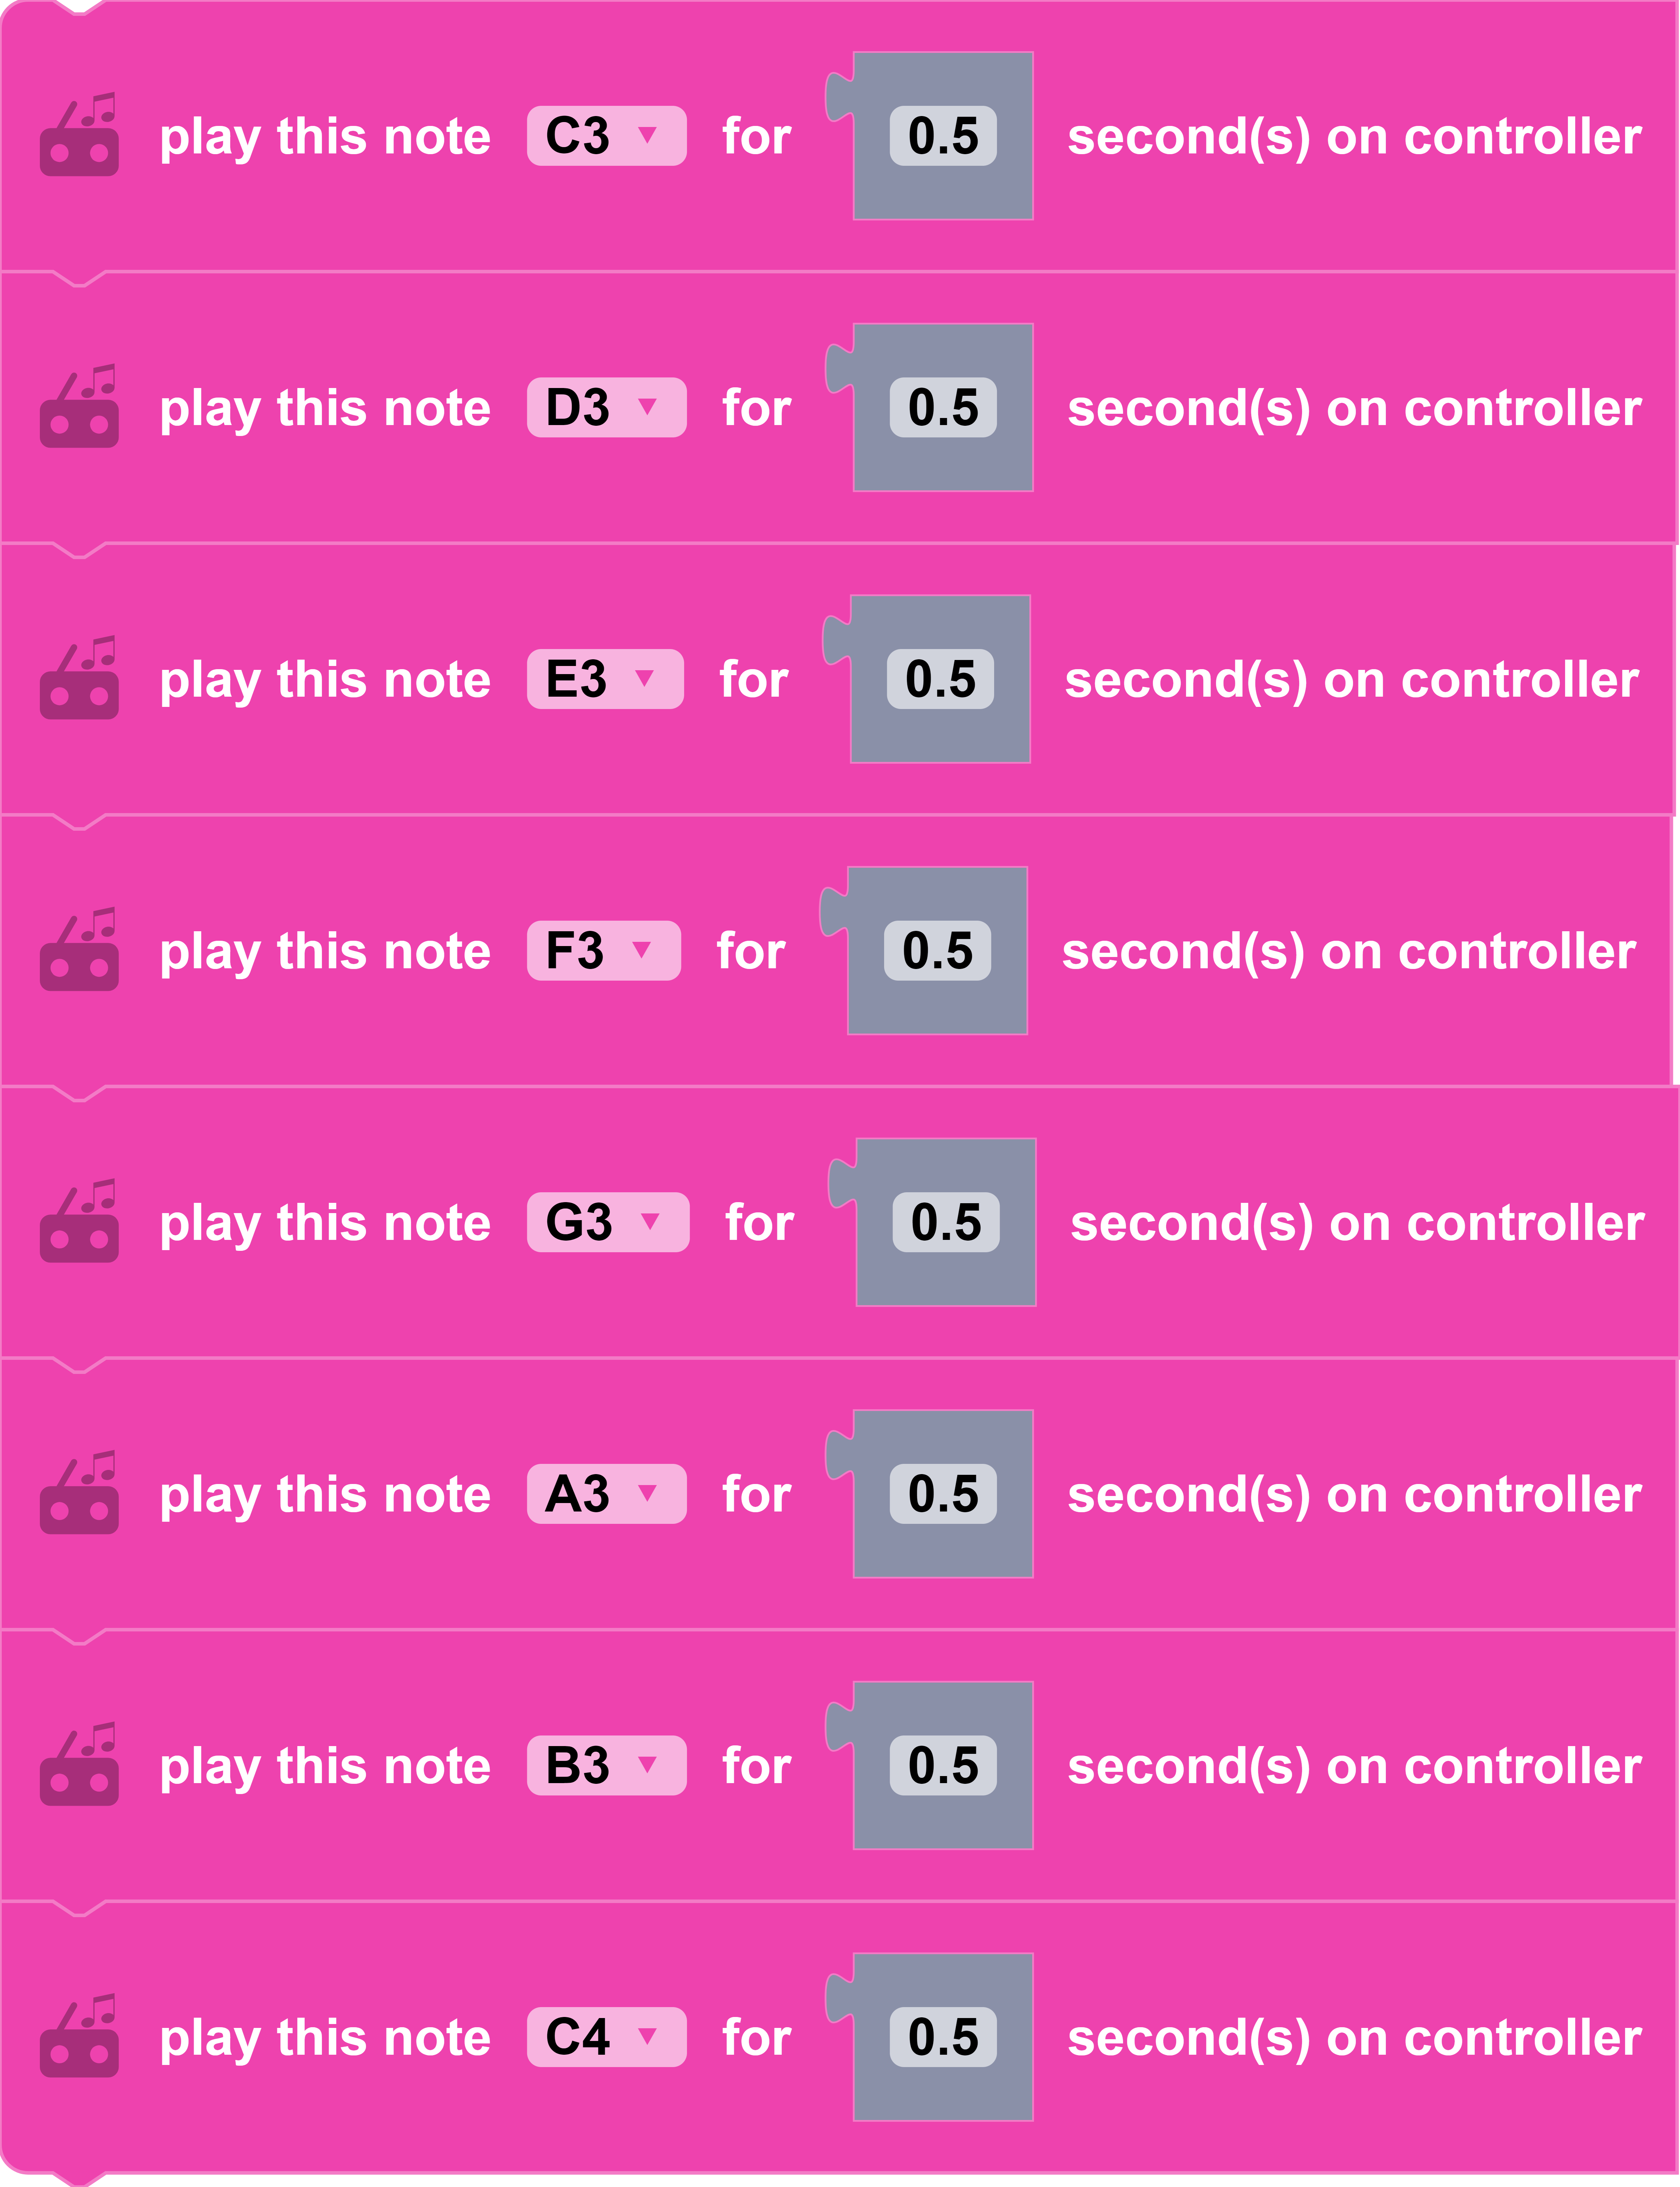 play this note C3 for 0.5 second(s) on controller
play this note D3 for 0.5 second(s) on controller
play this note E3 for 0.5 second(s) on controller
play this note F3 for 0.5 second(s) on controller
play this note G3 for 0.5 second(s) on controller
play this note A3 for 0.5 second(s) on controller
play this note B3 for 0.5 second(s) on controller
play this note C4 for 0.5 second(s) on controller